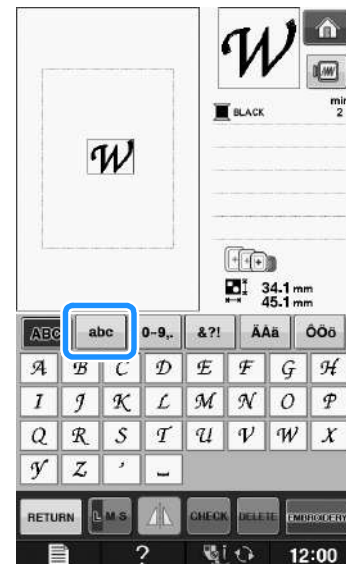 W
BLACK
min
2
W
34.1 mm
45.1 mm
ABC abc 0-9,. &?! ÄÅä ÔÖö
A B C D E F G H
I J K L M N O P
Q R S T U V W X
Y Z ' _
RETURN L M S CHECK DELETE EMBROIDERY
? 12:00